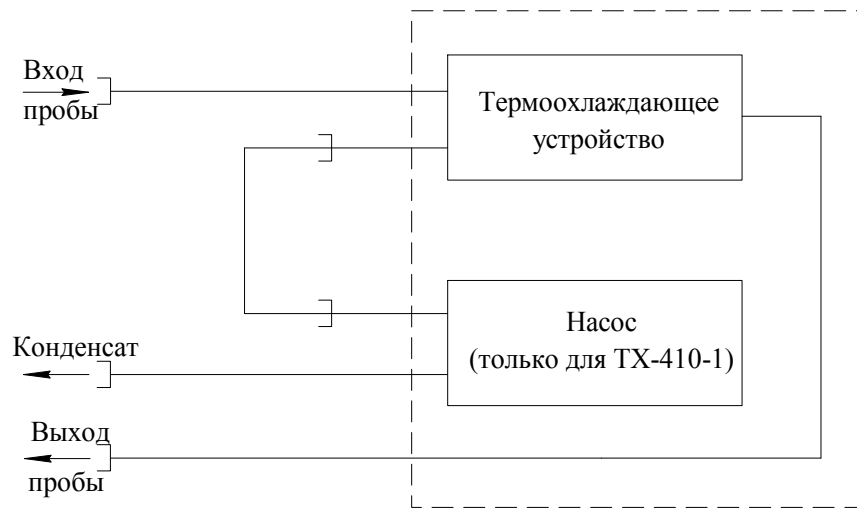 Вход
пробы
Термоохлаждающее
устройство
Насос
(только для ТХ-410-1)
Конденсат
Выход
пробы